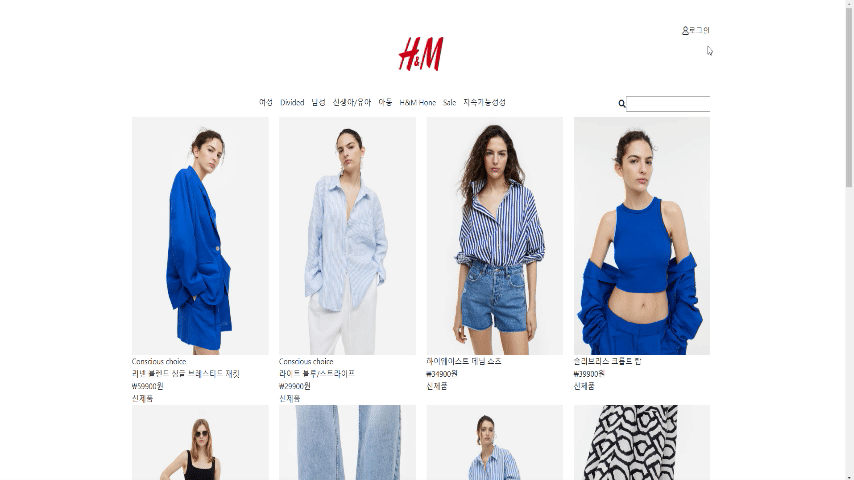 로그인
H&M
여성 Divided 남성 신생아/유아 아동 H&M Home Sale 지속가능성
Conscious choice
리넨 블렌드 싱글 브레스티드 재킷
₩59900원
신제품
Conscious choice
라이트 블루/스트라이프
₩29900원
신제품
하이웨이스트 데님 쇼츠
₩34900원
신제품
슬리브리스 크롭트 탑
₩39900원
신제품